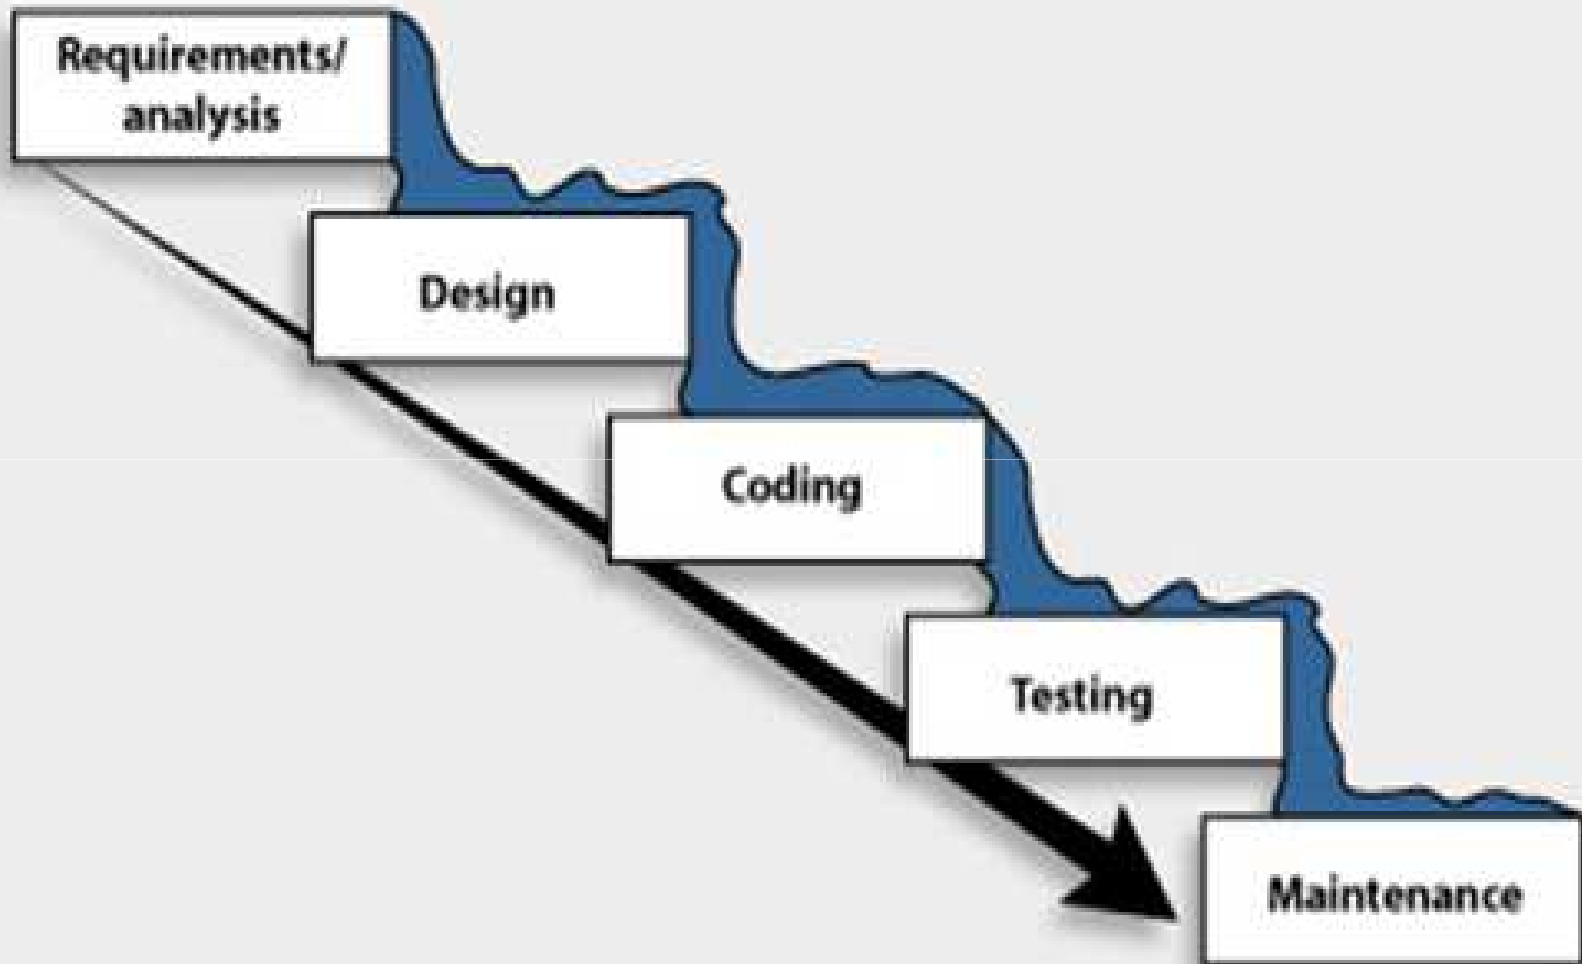 Requirements/
analysis
Design
Coding
Testing
Maintenance